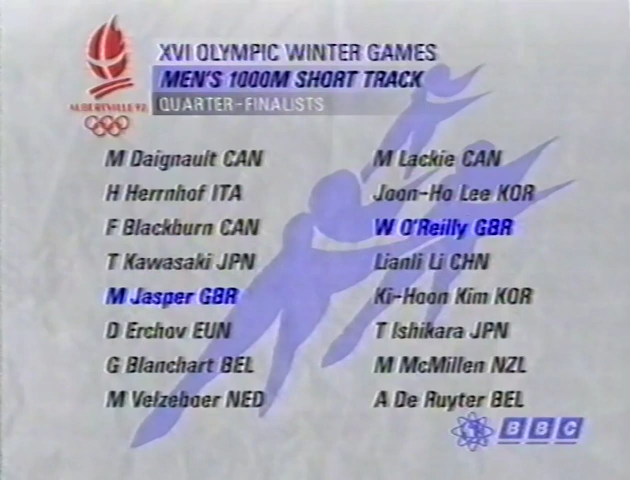 XVI OLYMPIC WINTER GAMES
MEN'S 1000M SHORT TRACK
QUARTER-FINALISTS
ALBERTVILLE 92
M Daignault CAN
H Herrnhof ITA
F Blackburn CAN
T Kawasaki JPN
M Jasper GBR
D Erchov EUN
G Blanchart BEL
M Velzeboer NED
M Lackie CAN
Joon-Ho Lee KOR
W O'Reilly GBR
Lianli Li CHN
Ki-Hoon Kim KOR
T Ishikara JPN
M McMillen NZL
A De Ruyter BEL
BBC